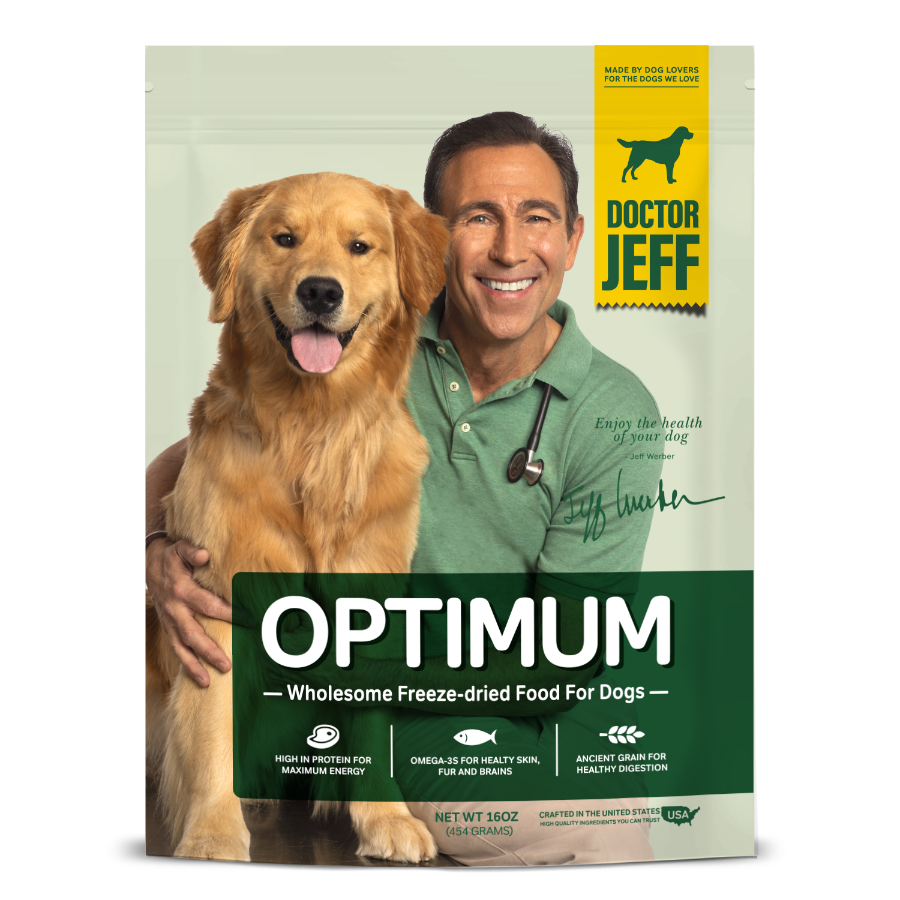 MADE BY DOG LOVERS
FOR THE DOGS WE LOVE
DOCTOR
JEFF
Enjoy the health
of your dog
- Jeff Werber
Jeff Werber
OPTIMUM
— Wholesome Freeze-dried Food For Dogs —
HIGH IN PROTEIN FOR
MAXIMUM ENERGY
OMEGA-3S FOR HEALTY SKIN,
FUR AND BRAINS
ANCIENT GRAIN FOR
HEALTHY DIGESTION
NET WT 16OZ
(454 GRAMS)
CRAFTED IN THE UNITED STATES
HIGH QUALITY INGREDIENTS YOU CAN TRUST
USA